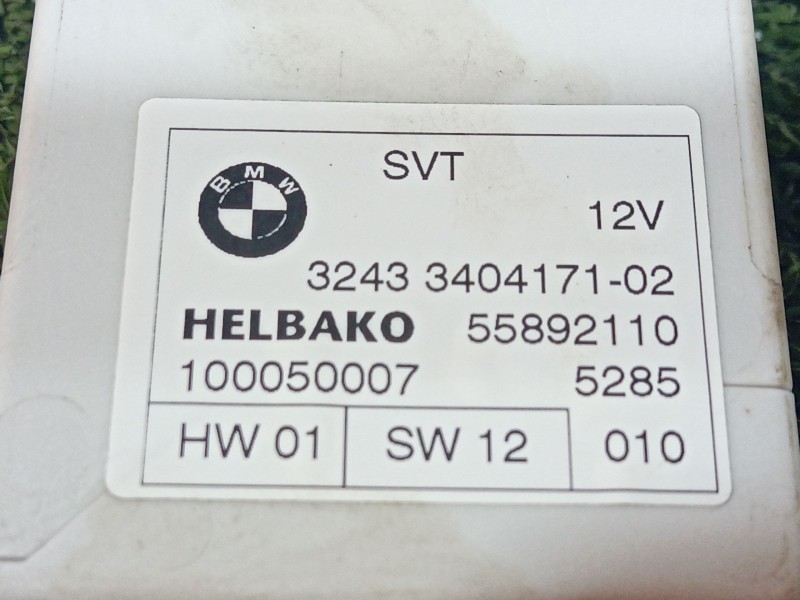 SVT
BMW
12V
3243 3404171-02
HELBAKO 55892110
100050007 5285
HW 01 SW 12 010